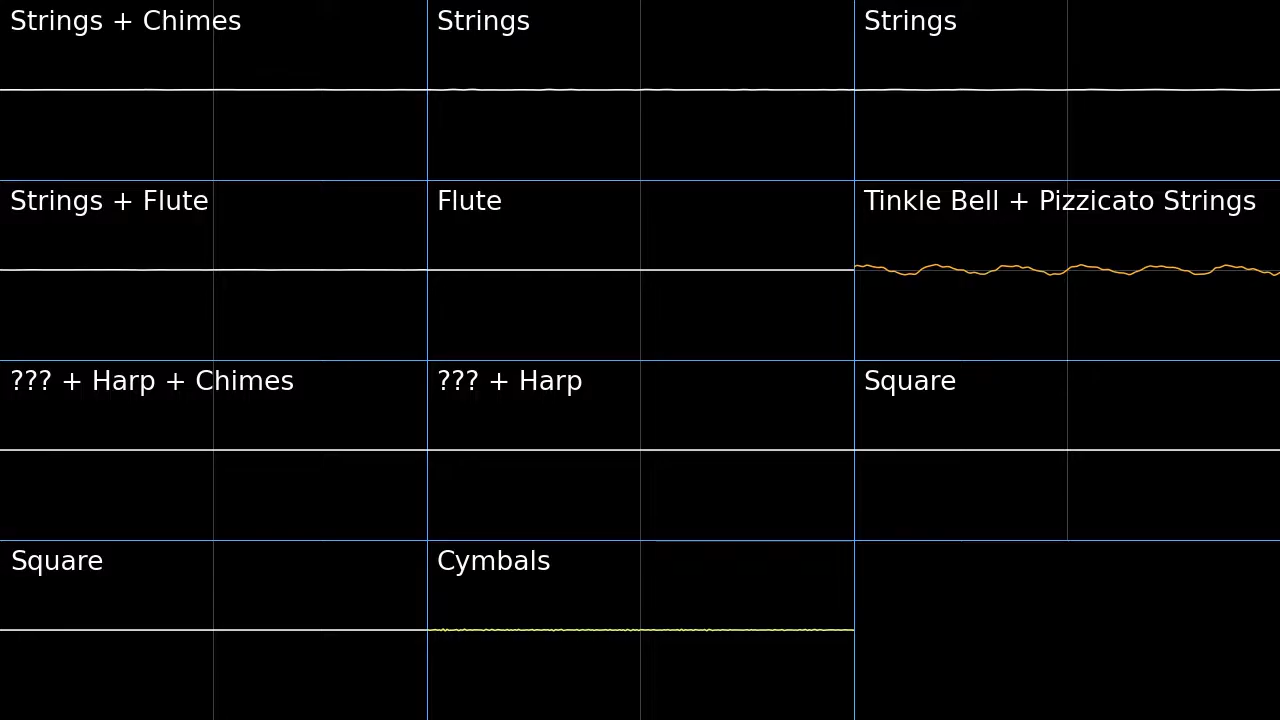 Strings + Chimes
Strings
Strings
Strings + Flute
Flute
Tinkle Bell + Pizzicato Strings
??? + Harp + Chimes
??? + Harp
Square
Square
Cymbals